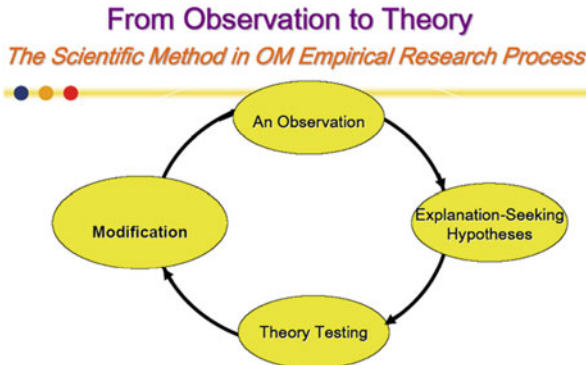 From Observation to Theory
The Scientific Method in OM Empirical Research Process
An Observation
Explanation-Seeking
Hypotheses
Theory Testing
Modification